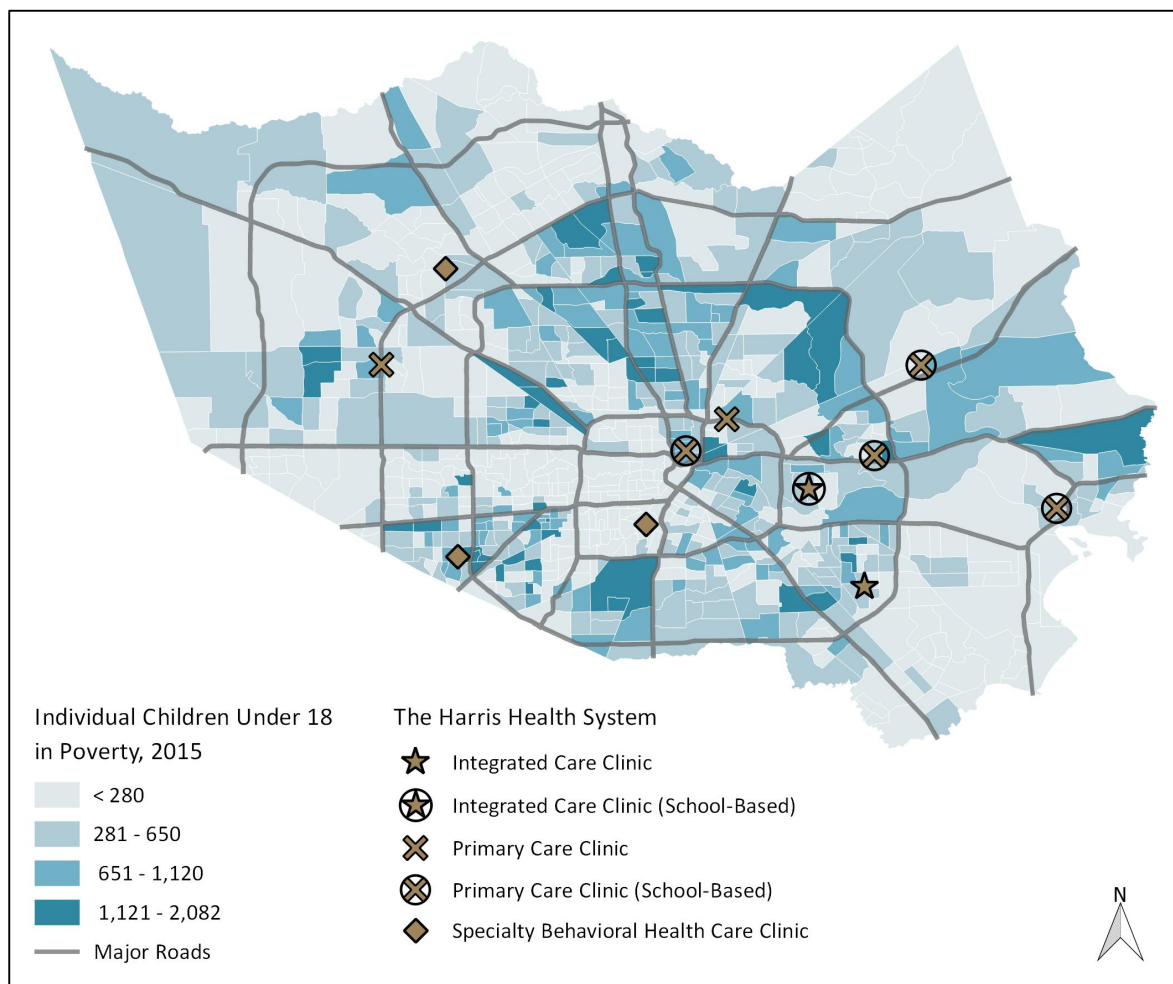 Individual Children Under 18
in Poverty, 2015
< 280
281 - 650
651 - 1,120
1,121 - 2,082
Major Roads
The Harris Health System
Integrated Care Clinic
Integrated Care Clinic (School-Based)
Primary Care Clinic
Primary Care Clinic (School-Based)
Specialty Behavioral Health Care Clinic
N